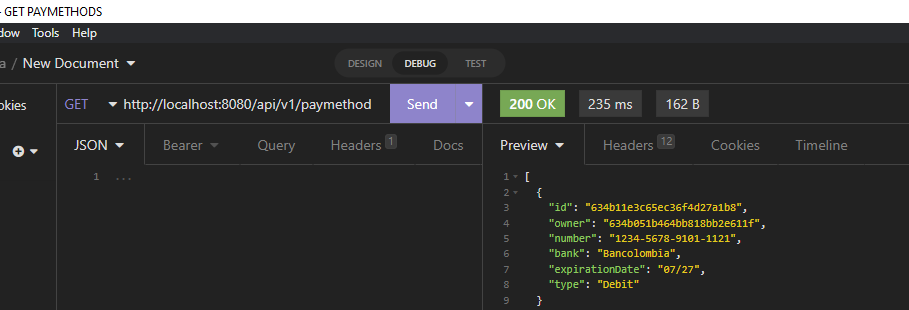 - GET PAYMETHODS
dow Tools Help
a / New Document DESIGN DEBUG TEST
okies GET http://localhost:8080/api/v1/paymethod Send 200 OK 235 ms 162 B
JSON Bearer Query Headers 1 Docs Preview Headers 12 Cookies Timeline
1 ...
1 [
2 {
3 "id": "634b11e3c65ec36f4d27a1b8",
4 "owner": "634b051b464bb818bb2e611f",
5 "number": "1234-5678-9101-1121",
6 "bank": "Bancolombia",
7 "expirationDate": "07/27",
8 "type": "Debit"
9 }